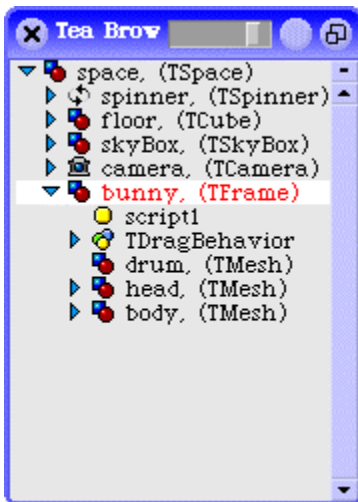 Tea Brow
space, (TSpace)
spinner, (TSpinner)
floor, (TCube)
skyBox, (TSkyBox)
camera, (TCamera)
bunny, (TFrame)
script1
TDragBehavior
drum, (TMesh)
head, (TMesh)
body, (TMesh)